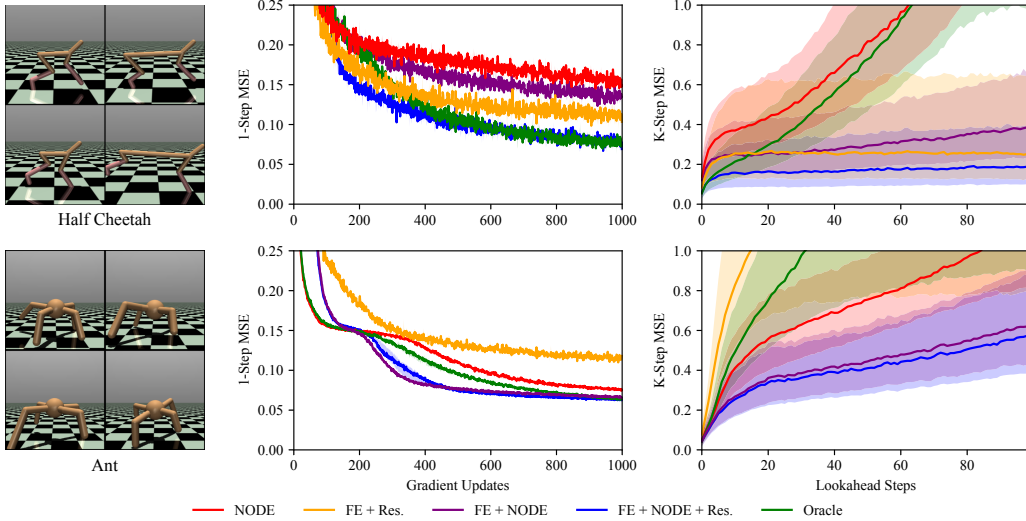 0.25
0.20
0.15
0.10
0.05
0.00
1-Step MSE
0 200 400 600 800 1000
1.0
0.8
0.6
0.4
0.2
0.0
K-Step MSE
0 20 40 60 80
Half Cheetah
0.25
0.20
0.15
0.10
0.05
0.00
1-Step MSE
0 200 400 600 800 1000
Gradient Updates
1.0
0.8
0.6
0.4
0.2
0.0
K-Step MSE
0 20 40 60 80
Lookahead Steps
Ant
NODE FE + Res. FE + NODE FE + NODE + Res. Oracle